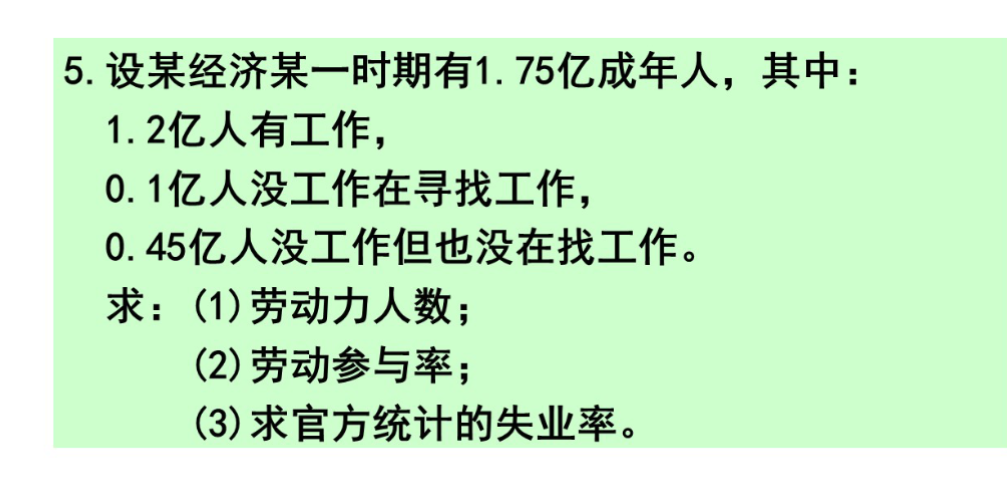 5.设某经济某一时期有1.75亿成年人，其中：
1.2亿人有工作，
0.1亿人没工作在寻找工作，
0.45亿人没工作但也没在找工作。
求：(1)劳动力人数；
(2)劳动参与率；
(3)求官方统计的失业率。